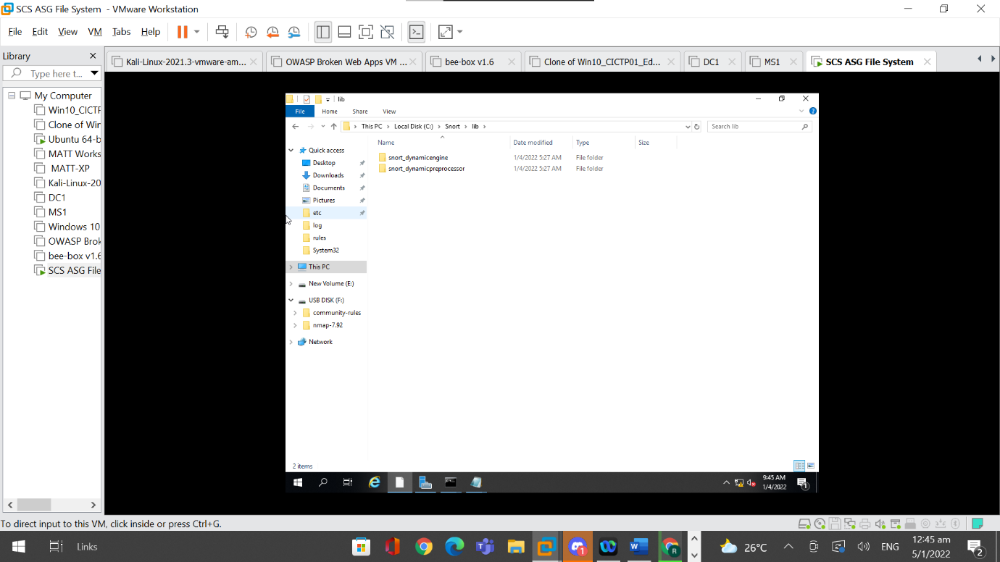 SCS ASG File System - VMware Workstation
File Edit View VM Tabs Help
Library
Type here t...
My Computer
Win10_CICTF
Clone of Wir
Ubuntu 64-b
MATT Works
MATT-XP
Kali-Linux-20
DC1
MS1
Windows 10
OWASP Brok
bee-box v1.6
SCS ASG File
Kali-Linux-2021.3-vmware-am...
OWASP Broken Web Apps VM ...
bee-box v1.6
Clone of Win10_CICTP01_Ed...
DC1
MS1
SCS ASG File System
lib
File Home Share View
This PC > Local Disk (C:) > Snort > lib >
Search lib
Name Date modified Type Size
snort_dynamicengine 1/4/2022 5:27 AM File folder
snort_dynamicpreprocessor 1/4/2022 5:27 AM File folder
Quick access
Desktop
Downloads
Documents
Pictures
etc
log
rules
System32
This PC
New Volume (E:)
USB DISK (F:)
community-rules
nmap-7.92
Network
2 items
9:45 AM
1/4/2022
1
To direct input to this VM, click inside or press Ctrl+G.
Links
1
R
26°C
ENG
12:45 am
5/1/2022
2